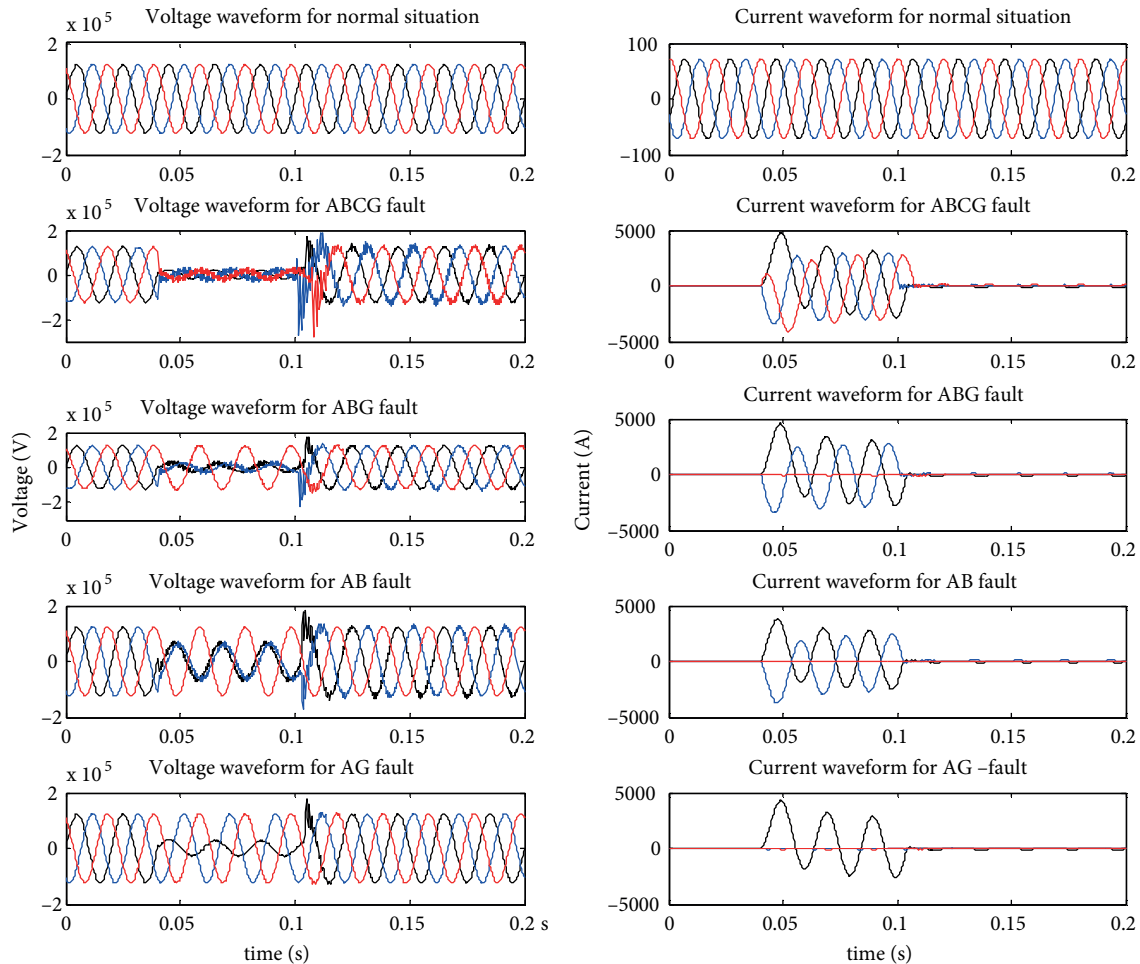 Voltage waveform for normal situation
x 10 5
2
0
−2
0 0.05 0.1 0.15 0.2
Current waveform for normal situation
100
0
−100
0 0.05 0.1 0.15 0.2
Voltage waveform for ABCG fault
x 10 5
2
0
−2
0 0.05 0.1 0.15 0.2
Current waveform for ABCG fault
5000
0
−5000
0 0.05 0.1 0.15 0.2
Voltage waveform for ABG fault
x 10 5
2
0
−2
0 0.05 0.1 0.15 0.2
Current waveform for ABG fault
5000
0
−5000
0 0.05 0.1 0.15 0.2
Voltage (V)
Current (A)
Voltage waveform for AB fault
x 10 5
2
0
−2
0 0.05 0.1 0.15 0.2
Current waveform for AB fault
5000
0
−5000
0 0.05 0.1 0.15 0.2
Voltage waveform for AG fault
x 10 5
2
0
−2
0 0.05 0.1 0.15 0.2 s
time (s)
Current waveform for AG −fault
5000
0
−5000
0 0.05 0.1 0.15 0.2
time (s)